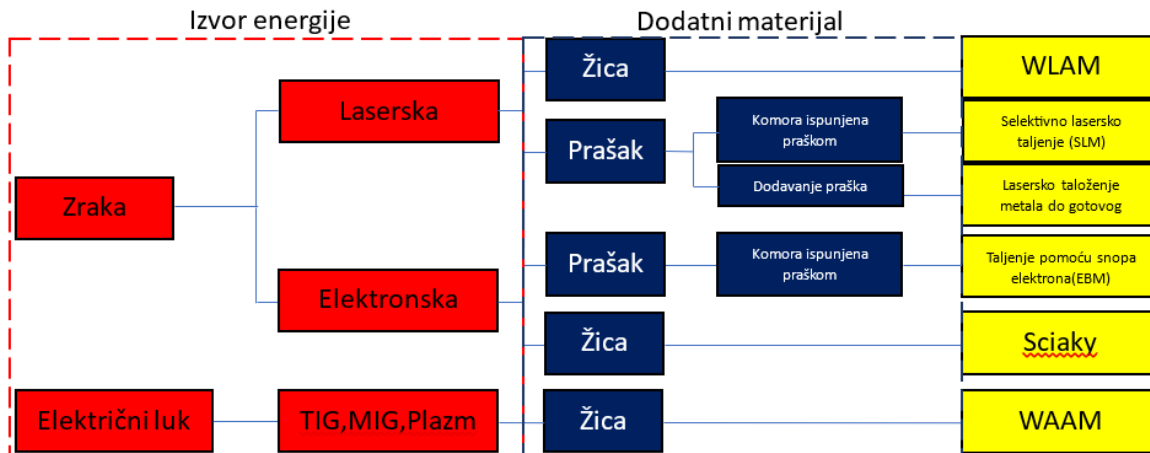 Izvor energije
Dodatni materijal
Žica
WLAM
Laserska
Komora ispunjena
praškom
Selektivno lasersko
taljenje (SLM)
Prašak
Dodavanje praška
Lasersko taloženje
metala do gotovog
Zraka
Prašak
Komora ispunjena
praškom
Taljenje pomoću snopa
elektrona(EBM)
Elektronska
Žica
Sciaky
Električni luk
TIG,MIG,Plazm
Žica
WAAM